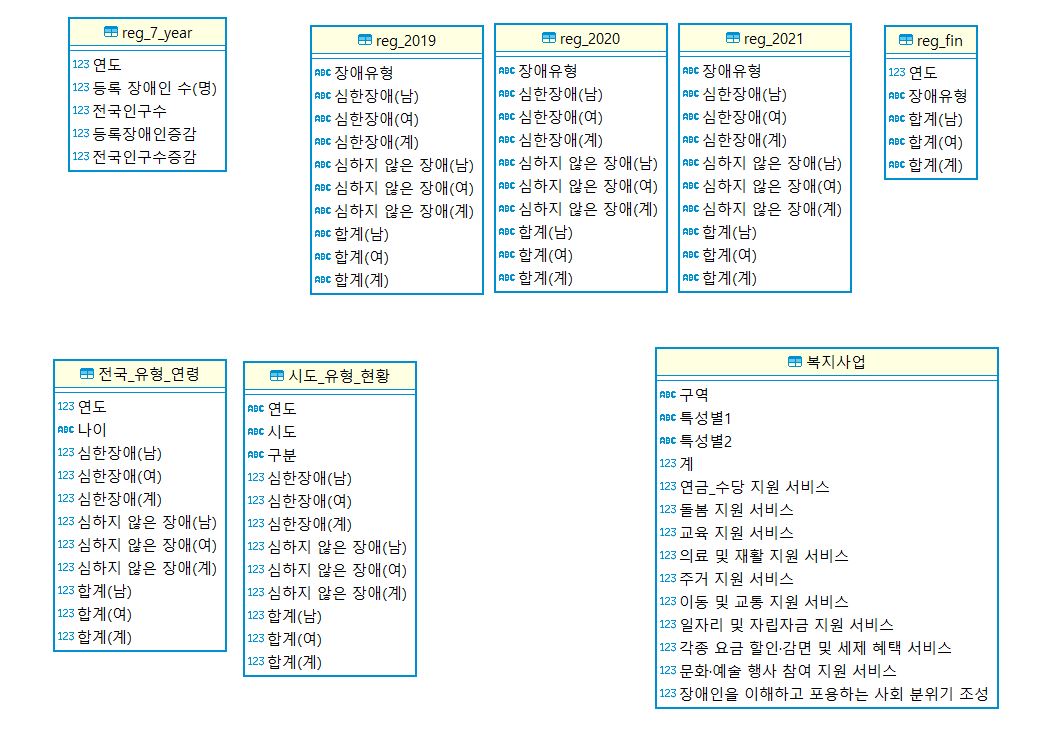 reg_7_year
123 연도
123 등록 장애인 수(명)
123 전국인구수
123 등록장애인증감
123 전국인구수증감
reg_2019
ABC 장애유형
ABC 심한장애(남)
ABC 심한장애(여)
ABC 심한장애(계)
ABC 심하지 않은 장애(남)
ABC 심하지 않은 장애(여)
ABC 심하지 않은 장애(계)
ABC 합계(남)
ABC 합계(여)
ABC 합계(계)
reg_2020
ABC 장애유형
ABC 심한장애(남)
ABC 심한장애(여)
ABC 심한장애(계)
ABC 심하지 않은 장애(남)
ABC 심하지 않은 장애(여)
ABC 심하지 않은 장애(계)
ABC 합계(남)
ABC 합계(여)
ABC 합계(계)
reg_2021
ABC 장애유형
ABC 심한장애(남)
ABC 심한장애(여)
ABC 심한장애(계)
ABC 심하지 않은 장애(남)
ABC 심하지 않은 장애(여)
ABC 심하지 않은 장애(계)
ABC 합계(남)
ABC 합계(여)
ABC 합계(계)
reg_fin
123 연도
ABC 장애유형
ABC 합계(남)
ABC 합계(여)
ABC 합계(계)
전국_유형_연령
123 연도
ABC 나이
123 심한장애(남)
123 심한장애(여)
123 심한장애(계)
123 심하지 않은 장애(남)
123 심하지 않은 장애(여)
123 심하지 않은 장애(계)
123 합계(남)
123 합계(여)
123 합계(계)
시도_유형_현황
ABC 연도
ABC 시도
ABC 구분
123 심한장애(남)
123 심한장애(여)
123 심한장애(계)
123 심하지 않은 장애(남)
123 심하지 않은 장애(여)
123 심하지 않은 장애(계)
123 합계(남)
123 합계(여)
123 합계(계)
복지사업
ABC 구역
ABC 특성별1
ABC 특성별2
123 계
123 연금_수당 지원 서비스
123 돌봄 지원 서비스
123 교육 지원 서비스
123 의료 및 재활 지원 서비스
123 주거 지원 서비스
123 이동 및 교통 지원 서비스
123 일자리 및 자립자금 지원 서비스
123 각종 요금 할인·감면 및 세제 혜택 서비스
123 문화·예술 행사 참여 지원 서비스
123 장애인을 이해하고 포용하는 사회 분위기 조성